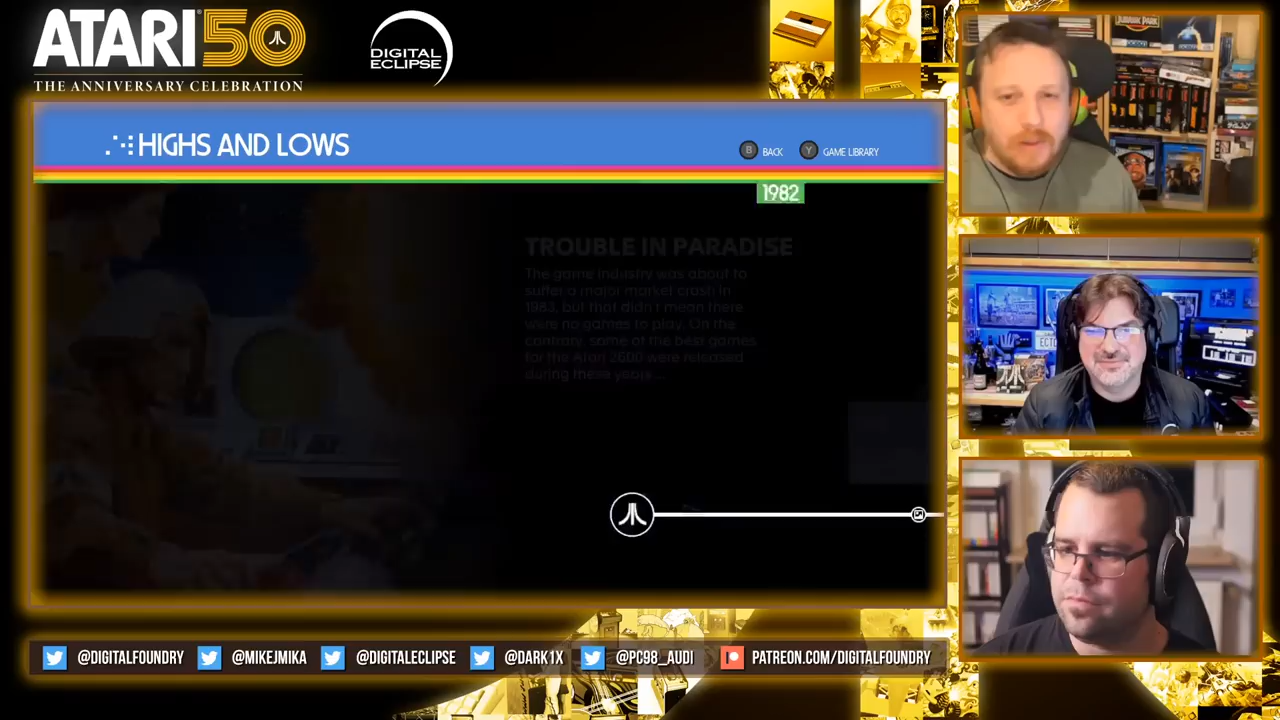 ATARI 50
THE ANNIVERSARY CELEBRATION
DIGITAL
ECLIPSE
HIGHS AND LOWS
B BACK Y GAME LIBRARY
1982
TROUBLE IN PARADISE
The game industry was about to
suffer a major market crash in
1983, but that didn't mean there
were no games to play. On the
contrary, some of the best games
for the Atari 2600 were released
during these years...
JURASSIC PARK
@DIGITALFOUNDRY @MIKEJMIKA @DIGITALECLIPSE @DARK1X @PC98_AUDI PATREON.COM/DIGITALFOUNDRY